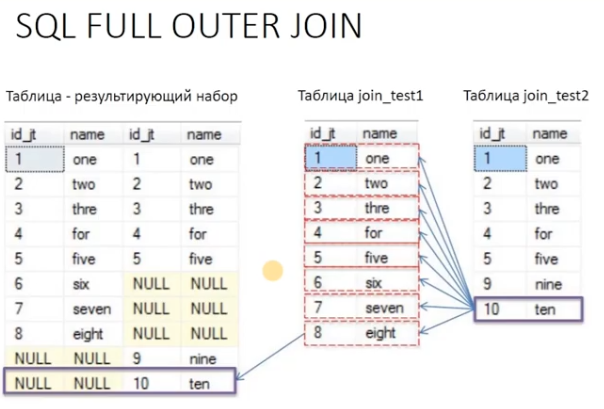 SQL FULL OUTER JOIN
Таблица - результирующий набор
id_jt name id_jt name
1 one 1 one
2 two 2 two
3 thre 3 thre
4 for 4 for
5 five 5 five
6 six NULL NULL
7 seven NULL NULL
8 eight NULL NULL
NULL NULL 9 nine
NULL NULL 10 ten
Таблица join_test1
id_jt name
1 one
2 two
3 thre
4 for
5 five
6 six
7 seven
8 eight
Таблица join_test2
id_jt name
1 one
2 two
3 thre
4 for
5 five
9 nine
10 ten